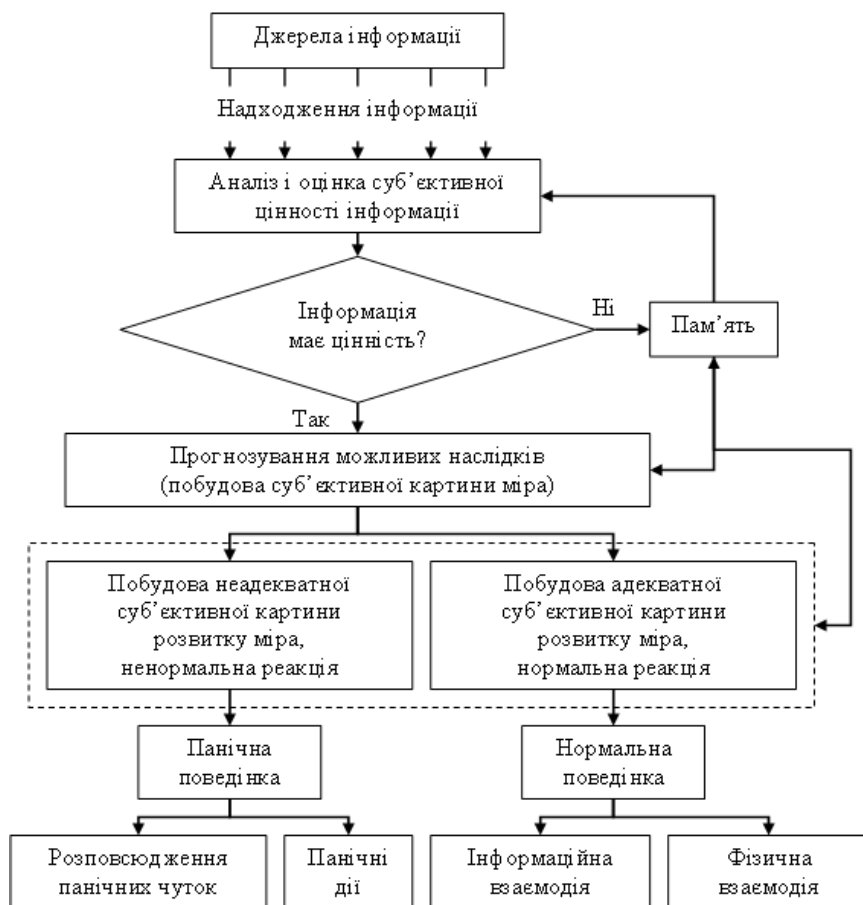 Джерела інформації
Надходження інформації
Аналіз і оцінка суб’єктивної
цінності інформації
Інформація
має цінність?
Ні
Пам’ять
Так
Прогнозування можливих наслідків
(побудова суб’єктивної картини міра)
Побудова неадекватної
суб’єктивної картини
розвитку міра,
ненормальна реакція
Побудова адекватної
суб’єктивної картини
розвитку міра,
нормальна реакція
Панічна
поведінка
Нормальна
поведінка
Розповсюдження
панічних чуток
Панічні
дії
Інформаційна
взаємодія
Фізична
взаємодія